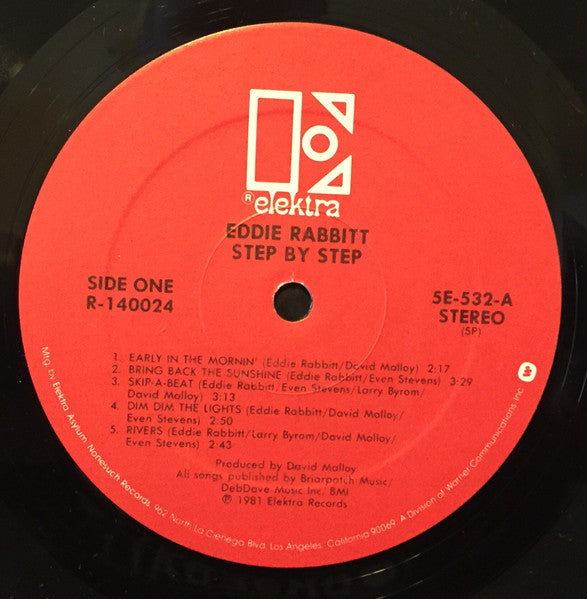 ® elektra
EDDIE RABBITT
STEP BY STEP
SIDE ONE
R-140024
5E-532-A
STEREO
(SP)
1. EARLY IN THE MORNIN' (Eddie Rabbitt/David Malloy) 2:17
2. BRING BACK THE SUNSHINE (Eddie Rabbitt/Even Stevens) 3:29
3. SKIP-A-BEAT (Eddie Rabbitt/Even Stevens/Larry Byrom/
David Malloy) 3:13
4. DIM DIM THE LIGHTS (Eddie Rabbitt/David Malloy/
Even Stevens) 2:50
5. RIVERS (Eddie Rabbitt/Larry Byrom/David Malloy/
Even Stevens) 2:43
Produced by David Malloy
All songs published by Briarpatch Music/
DebDave Music Inc. BMI
℗ 1981 Elektra Records
Mfg. by Elektra/Asylum/Nonesuch Records, 962 North La Cienega Blvd. Los Angeles, California 90069. A Division of Warner Communications, Inc.